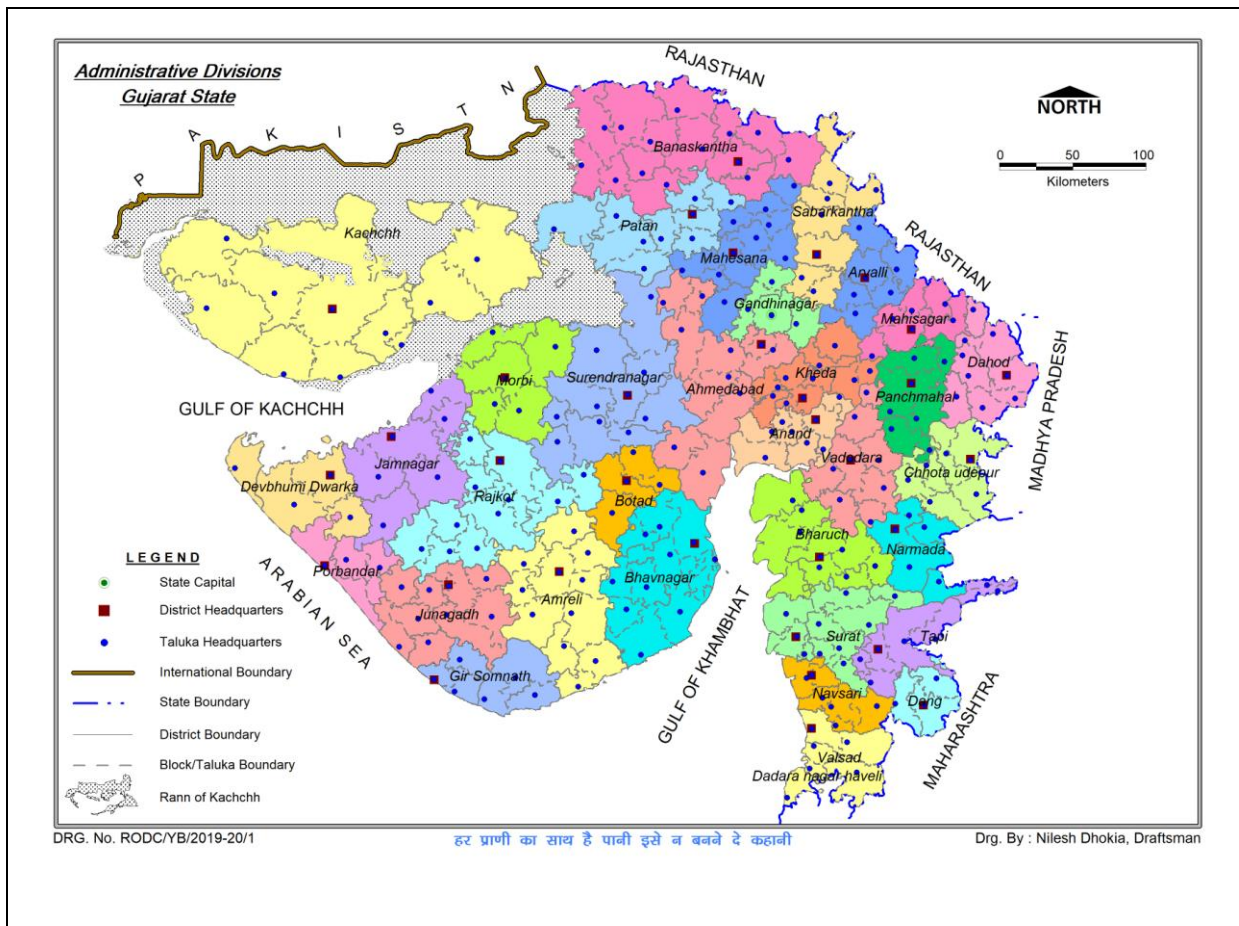 Administrative Divisions
Gujarat State
RAJASTHAN
NORTH
0 50 100
Kilometers
P A K I S T N
Banaskantha
Kachchh
Patan
Sabarkantha
Mahesana
Arvalli
RAJASTHAN
Gandhinagar
Mahisagar
Dahod
Morbi
Surendranagar
Ahmedabad
Kheda
Panchmahal
MADHYA PRADESH
GULF OF KACHCHH
Anand
Jamnagar
Vadodara
Chhota udepur
Devbhumi Dwarka
Rajkot
Botad
Bharuch
Narmada
LEGEND
State Capital
District Headquarters
Taluka Headquarters
International Boundary
State Boundary
District Boundary
Block/Taluka Boundary
Rann of Kachchh
ARABIAN SEA
Porbandar
Bhavnagar
Amreli
Junagadh
GULF OF KHAMBHAT
Surat
Tapi
Gir Somnath
Navsari
Dang
MAHARASHTRA
Valsad
Dadara nagar haveli
DRG. No. RODC/YB/2019-20/1
हर प्राणी का साथ है पानी इसे न बनने दे कहानी
Drg. By : Nilesh Dhokia, Draftsman